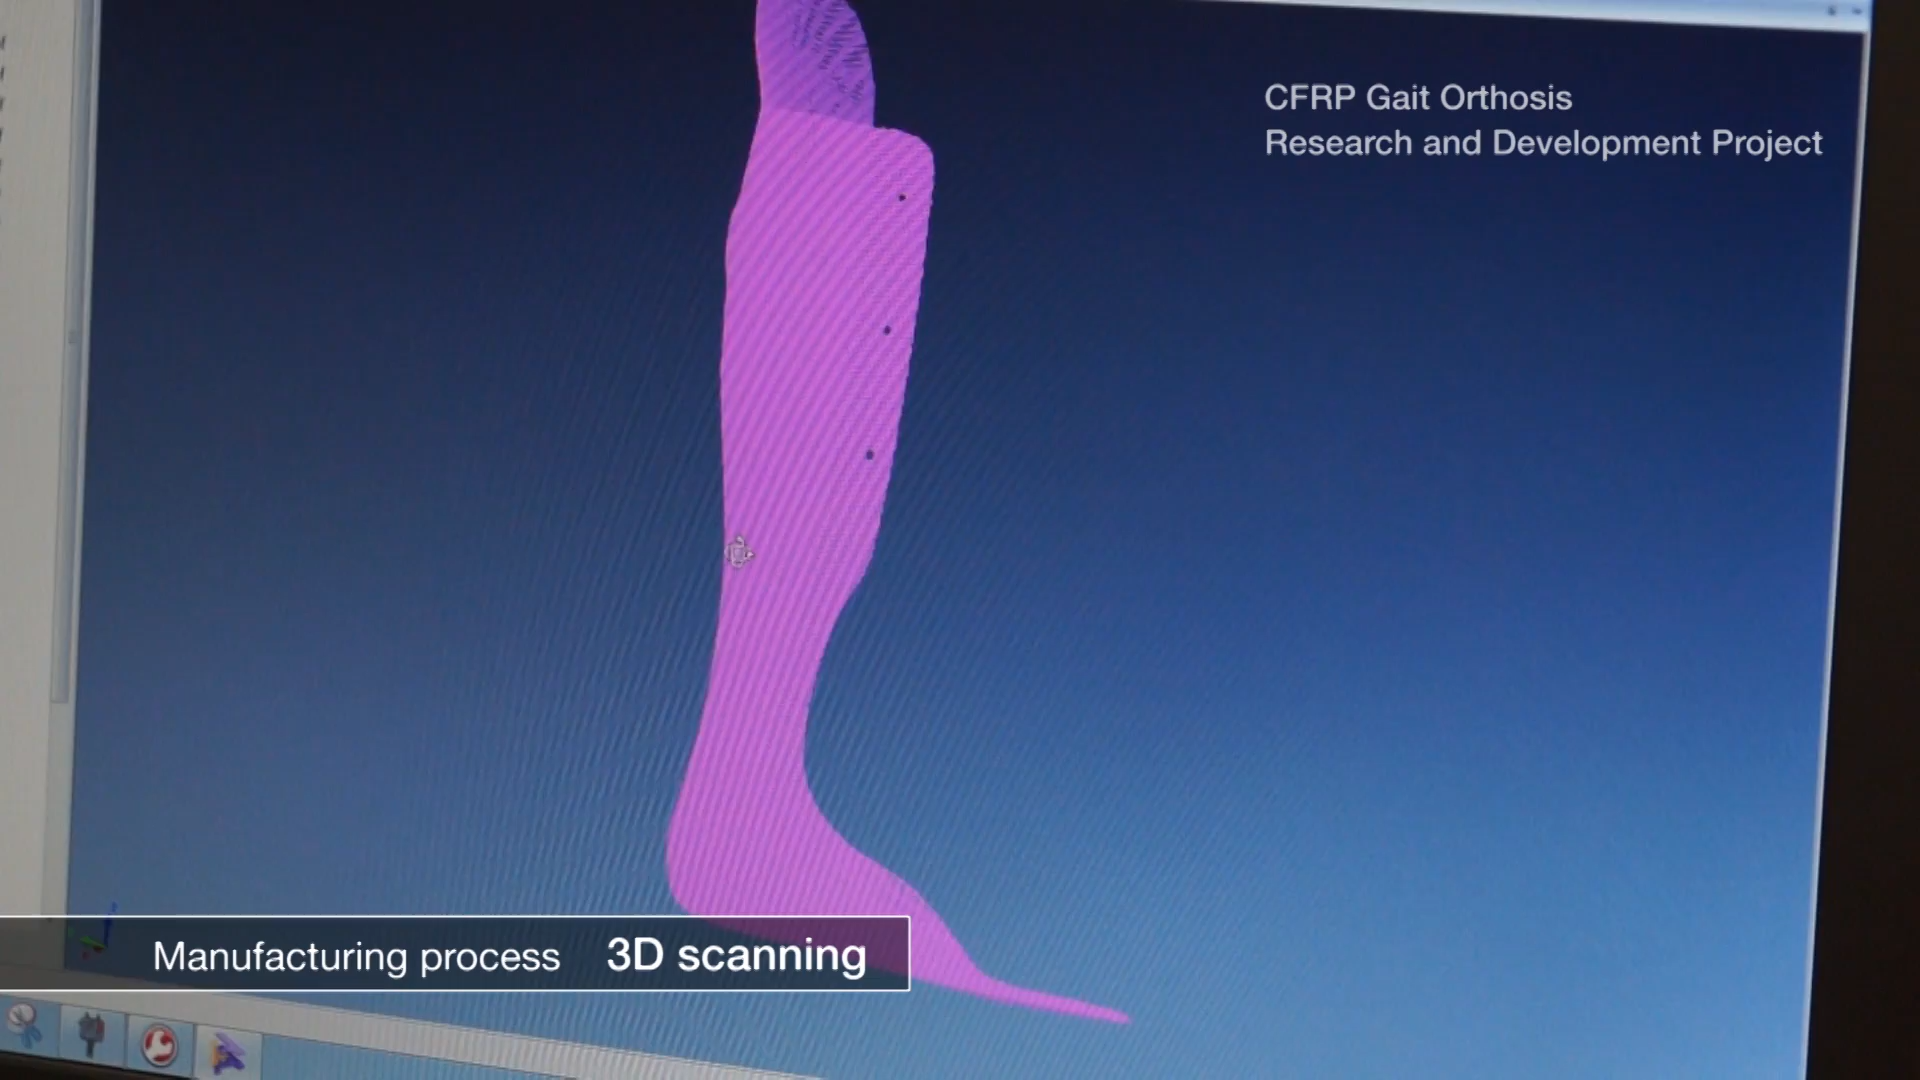 CFRP Gait Orthosis
Research and Development Project
Manufacturing process 3D scanning